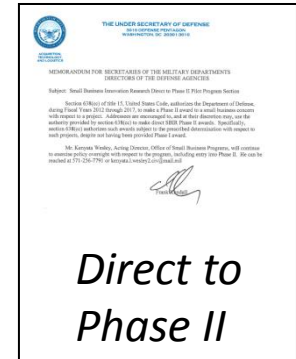 THE UNDER SECRETARY OF DEFENSE
3010 DEFENSE PENTAGON
WASHINGTON, DC 20301-3010
ACQUISITION,
TECHNOLOGY
AND LOGISTICS
MEMORANDUM FOR SECRETARIES OF THE MILITARY DEPARTMENTS
DIRECTORS OF THE DEFENSE AGENCIES
Subject: Small Business Innovation Research Direct to Phase II Pilot Program Section
Section 638(cc) of title 15, United States Code, authorizes the Department of Defense,
during Fiscal Years 2012 through 2017, to make a Phase II award to a small business concern
with respect to a project. Addressees are encouraged to, and at their discretion may, use the
authority provided by section 638(cc) to make direct SBIR Phase II awards. Specifically,
section 638(cc) authorizes such awards subject to the prescribed determination with respect to
such projects, despite not having been provided Phase I award.
Mr. Kenyata Wesley, Acting Director, Office of Small Business Programs, will continue
to exercise policy oversight with respect to the program, including entry into Phase II. He can be
reached at 571-256-7791 or kenyata.l.wesley2.civ@mail.mil
Frank Kendall
Direct to
Phase II